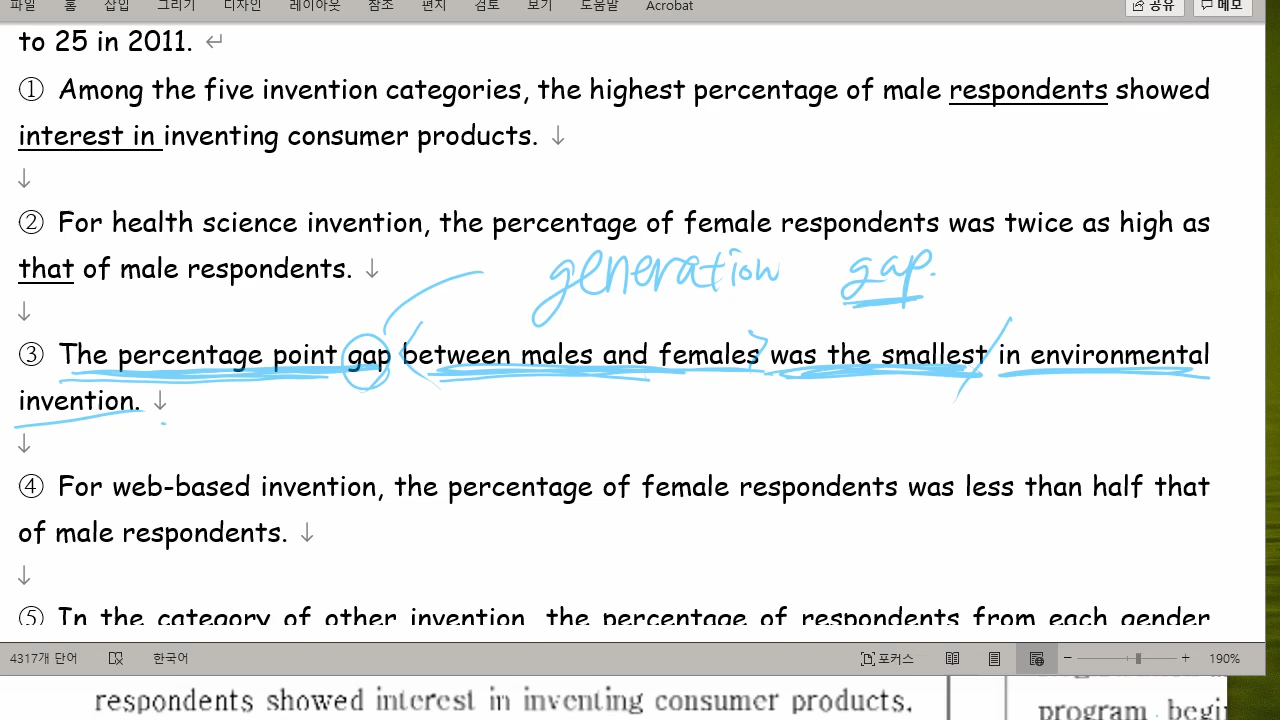 파일 홈 삽입 그리기 디자인 레이아웃 참조 편지 검토 보기 도움말 Acrobat 공유 메모
to 25 in 2011. ↵
① Among the five invention categories, the highest percentage of male respondents showed
interest in inventing consumer products. ↓
↓
② For health science invention, the percentage of female respondents was twice as high as
that of male respondents. ↓
generation gap.
↓
③ The percentage point gap between males and females was the smallest in environmental
invention. ↓
↓
④ For web-based invention, the percentage of female respondents was less than half that
of male respondents. ↓
↓
⑤ In the category of other invention, the percentage of respondents from each gender
4317개 단어 한국어 포커스 190%
respondents showed interest in inventing consumer products.
program